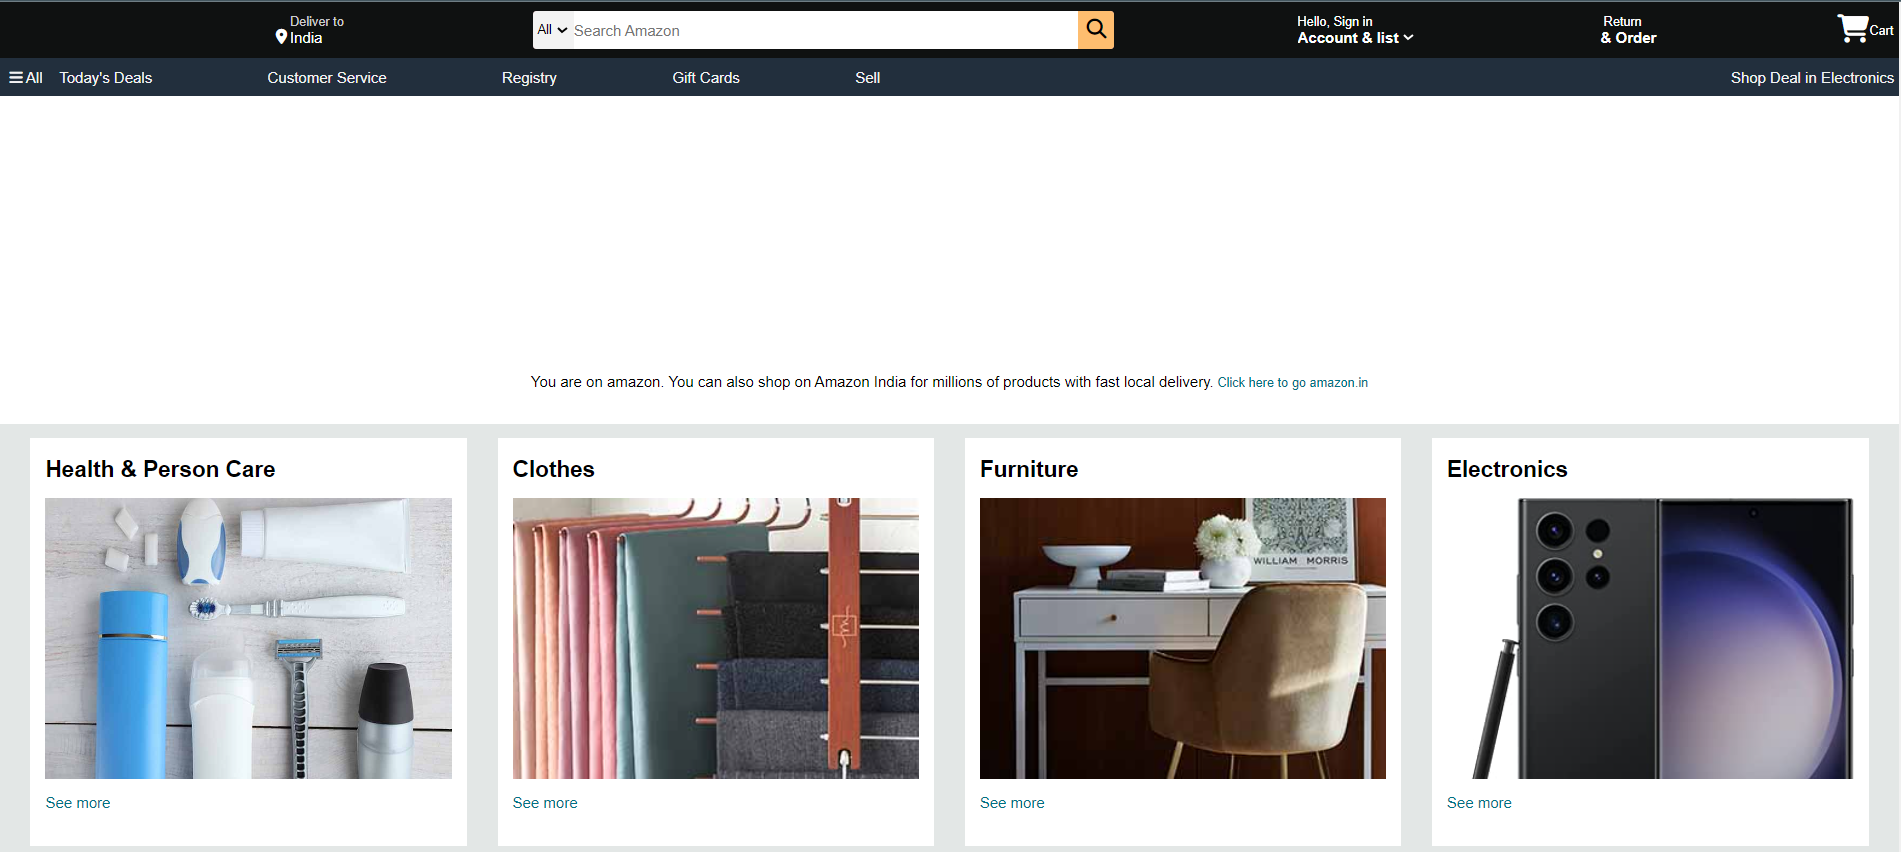 Deliver to
India
All
Search Amazon
Hello, Sign in
Account & list
Return
& Order
Cart
All
Today's Deals
Customer Service
Registry
Gift Cards
Sell
Shop Deal in Electronics
You are on amazon. You can also shop on Amazon India for millions of products with fast local delivery. Click here to go amazon.in
Health & Person Care
Clothes
Furniture
Electronics
WILLIAM MORRIS
See more
See more
See more
See more